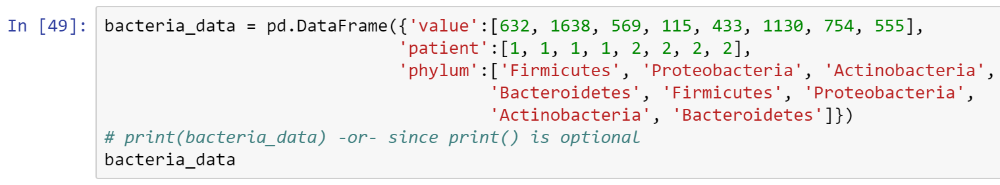 In [49]: bacteria_data = pd.DataFrame({'value':[632, 1638, 569, 115, 433, 1130, 754, 555],
'patient':[1, 1, 1, 1, 2, 2, 2, 2],
'phylum':['Firmicutes', 'Proteobacteria', 'Actinobacteria',
'Bacteroidetes', 'Firmicutes', 'Proteobacteria',
'Actinobacteria', 'Bacteroidetes']})
# print(bacteria_data) -or- since print() is optional
bacteria_data